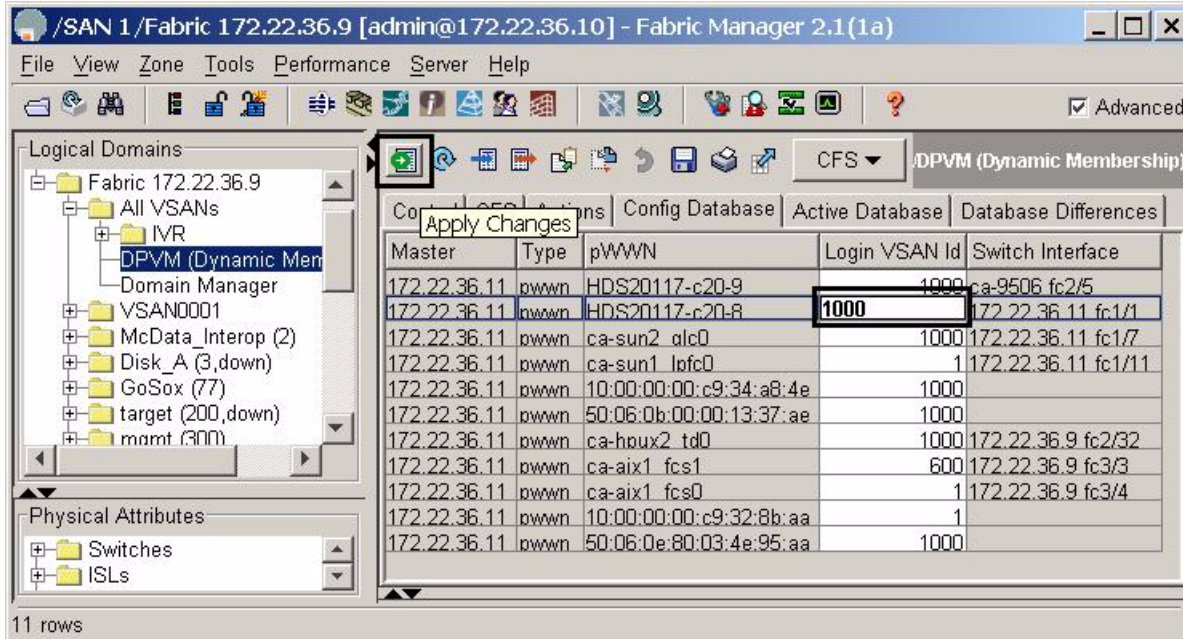 /SAN 1/Fabric 172.22.36.9 [admin@172.22.36.10] - Fabric Manager 2.1(1a)
File View Zone Tools Performance Server Help
Advanced
Logical Domains
Fabric 172.22.36.9
All VSANs
IVR
DPVM (Dynamic Mem
Domain Manager
VSAN0001
McData_Interop (2)
Disk_A (3,down)
GoSox (77)
target (200,down)
mgmt (300)
Physical Attributes
Switches
ISLs
CFS
/DPVM (Dynamic Membership)
Config Database Active Database Database Differences
Apply Changes
Master Type pWWN Login VSAN Id Switch Interface
172.22.36.11 pwwn HDS20117-c20-9 1000 ca-9506 fc2/5
172.22.36.11 pwwn HDS20117-c20-8 1000 172.22.36.11 fc1/1
172.22.36.11 pwwn ca-sun2_qlc0 1000 172.22.36.11 fc1/7
172.22.36.11 pwwn ca-sun1_lpfc0 1 172.22.36.11 fc1/11
172.22.36.11 pwwn 10:00:00:00:c9:34:a8:4e 1000
172.22.36.11 pwwn 50:06:0b:00:00:13:37:ae 1000
172.22.36.11 pwwn ca-hpux2_td0 1000 172.22.36.9 fc2/32
172.22.36.11 pwwn ca-aix1_fcs1 600 172.22.36.9 fc3/3
172.22.36.11 pwwn ca-aix1_fcs0 1 172.22.36.9 fc3/4
172.22.36.11 pwwn 10:00:00:00:c9:32:8b:aa 1
172.22.36.11 pwwn 50:06:0e:80:03:4e:95:aa 1000
11 rows